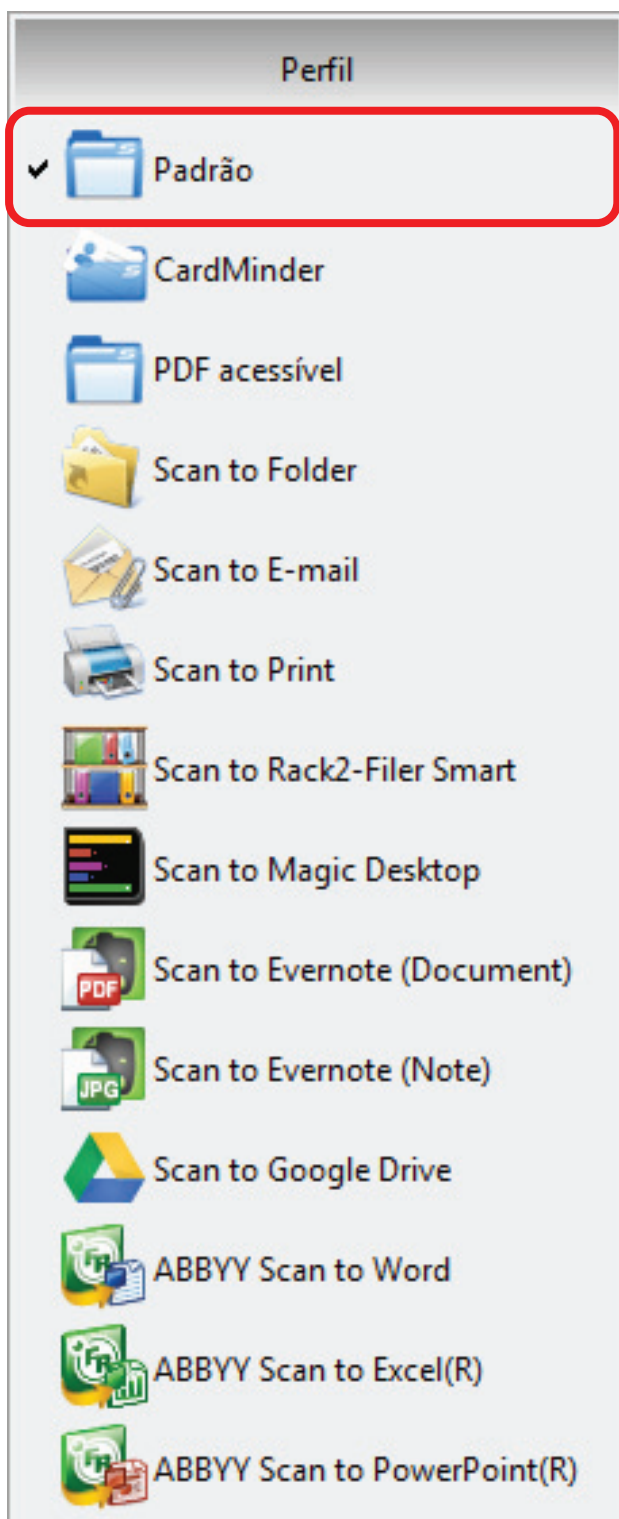 Perfil
Padrão
CardMinder
PDF acessível
Scan to Folder
Scan to E-mail
Scan to Print
Scan to Rack2-Filer Smart
Scan to Magic Desktop
PDF
Scan to Evernote (Document)
JPG
Scan to Evernote (Note)
Scan to Google Drive
ABBYY Scan to Word
ABBYY Scan to Excel(R)
ABBYY Scan to PowerPoint(R)